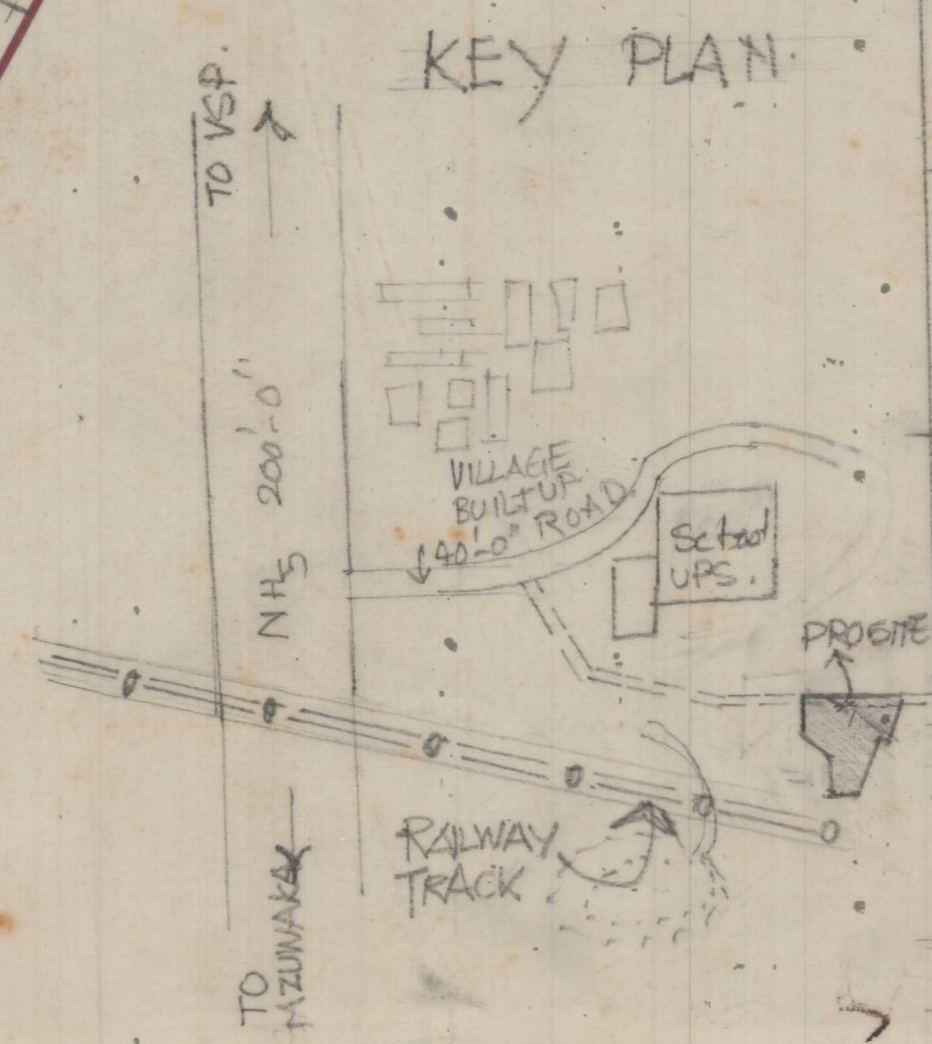 KEY PLAN
TO VSP.
NH5 200'-0"
VILLAGE
BUILTUP
40'-0" ROAD
School
UPS.
PROSITE
RAILWAY
TRACK
TO